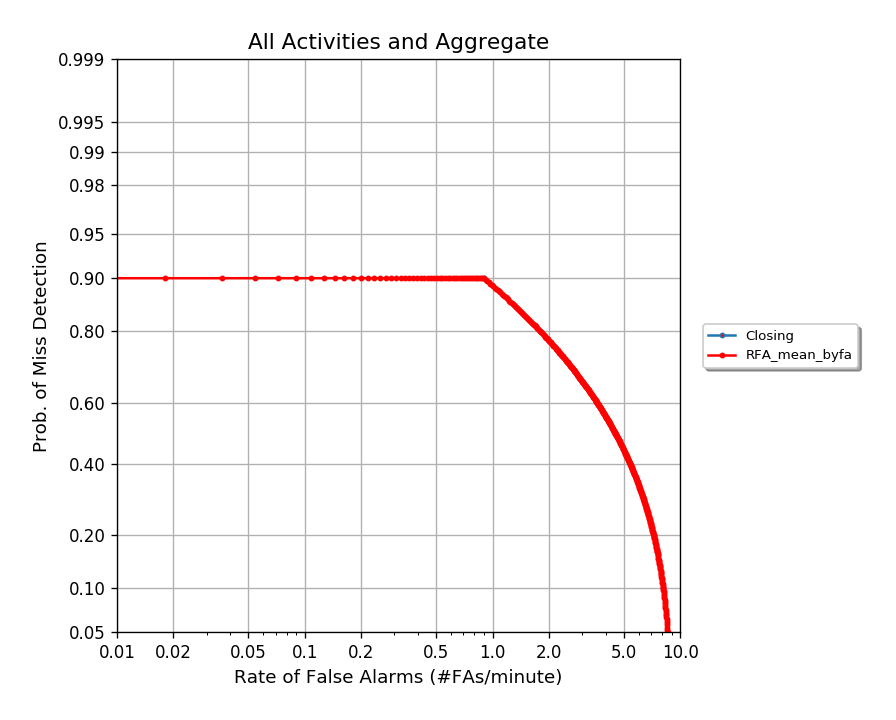 All Activities and Aggregate
0.999
0.995
0.99
0.98
0.95
0.90
0.80
0.60
0.40
0.20
0.10
0.05
Prob. of Miss Detection
0.01 0.02 0.05 0.1 0.2 0.5 1.0 2.0 5.0 10.0
Rate of False Alarms (#FAs/minute)
Closing
RFA_mean_byfa